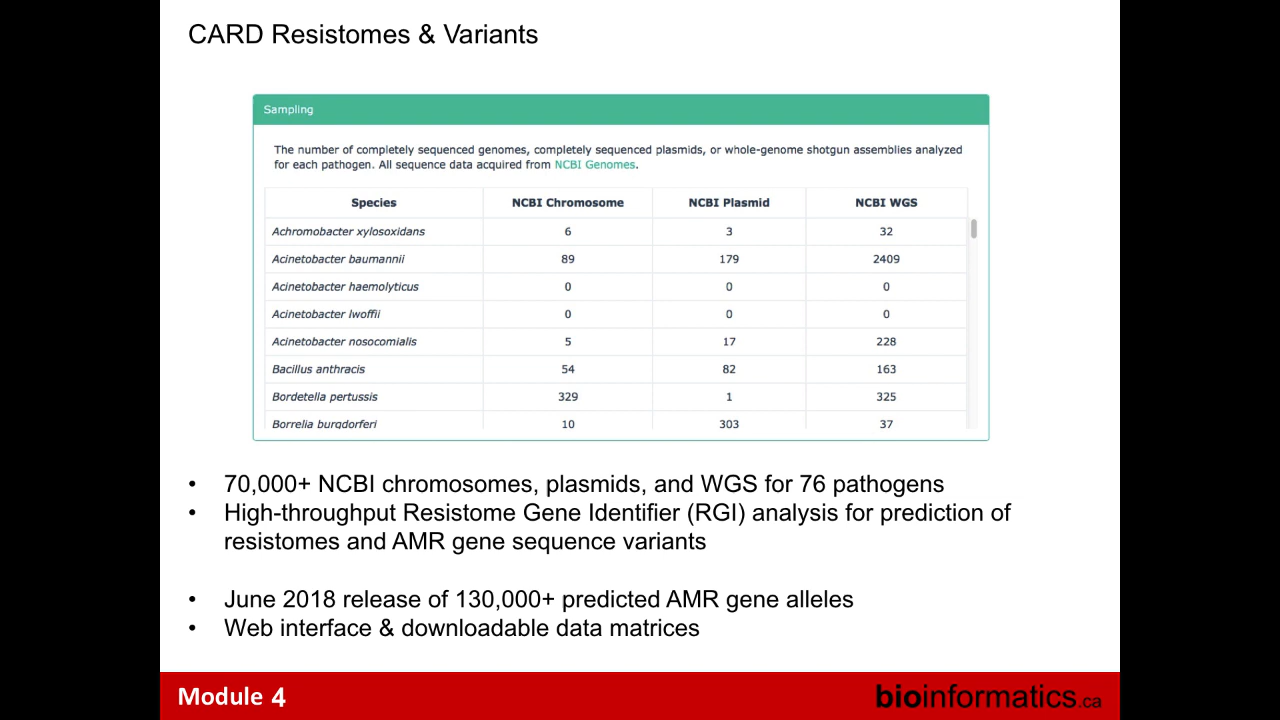 CARD Resistomes & Variants
Sampling
The number of completely sequenced genomes, completely sequenced plasmids, or whole-genome shotgun assemblies analyzed
for each pathogen. All sequence data acquired from NCBI Genomes.
Species NCBI Chromosome NCBI Plasmid NCBI WGS
Achromobacter xylosoxidans 6 3 32
Acinetobacter baumannii 89 179 2409
Acinetobacter haemolyticus 0 0 0
Acinetobacter lwoffii 0 0 0
Acinetobacter nosocomialis 5 17 228
Bacillus anthracis 54 82 163
Bordetella pertussis 329 1 325
Borrelia burgdorferi 10 303 37
• 70,000+ NCBI chromosomes, plasmids, and WGS for 76 pathogens
• High-throughput Resistome Gene Identifier (RGI) analysis for prediction of
resistomes and AMR gene sequence variants
• June 2018 release of 130,000+ predicted AMR gene alleles
• Web interface & downloadable data matrices
Module 4 bioinformatics.ca